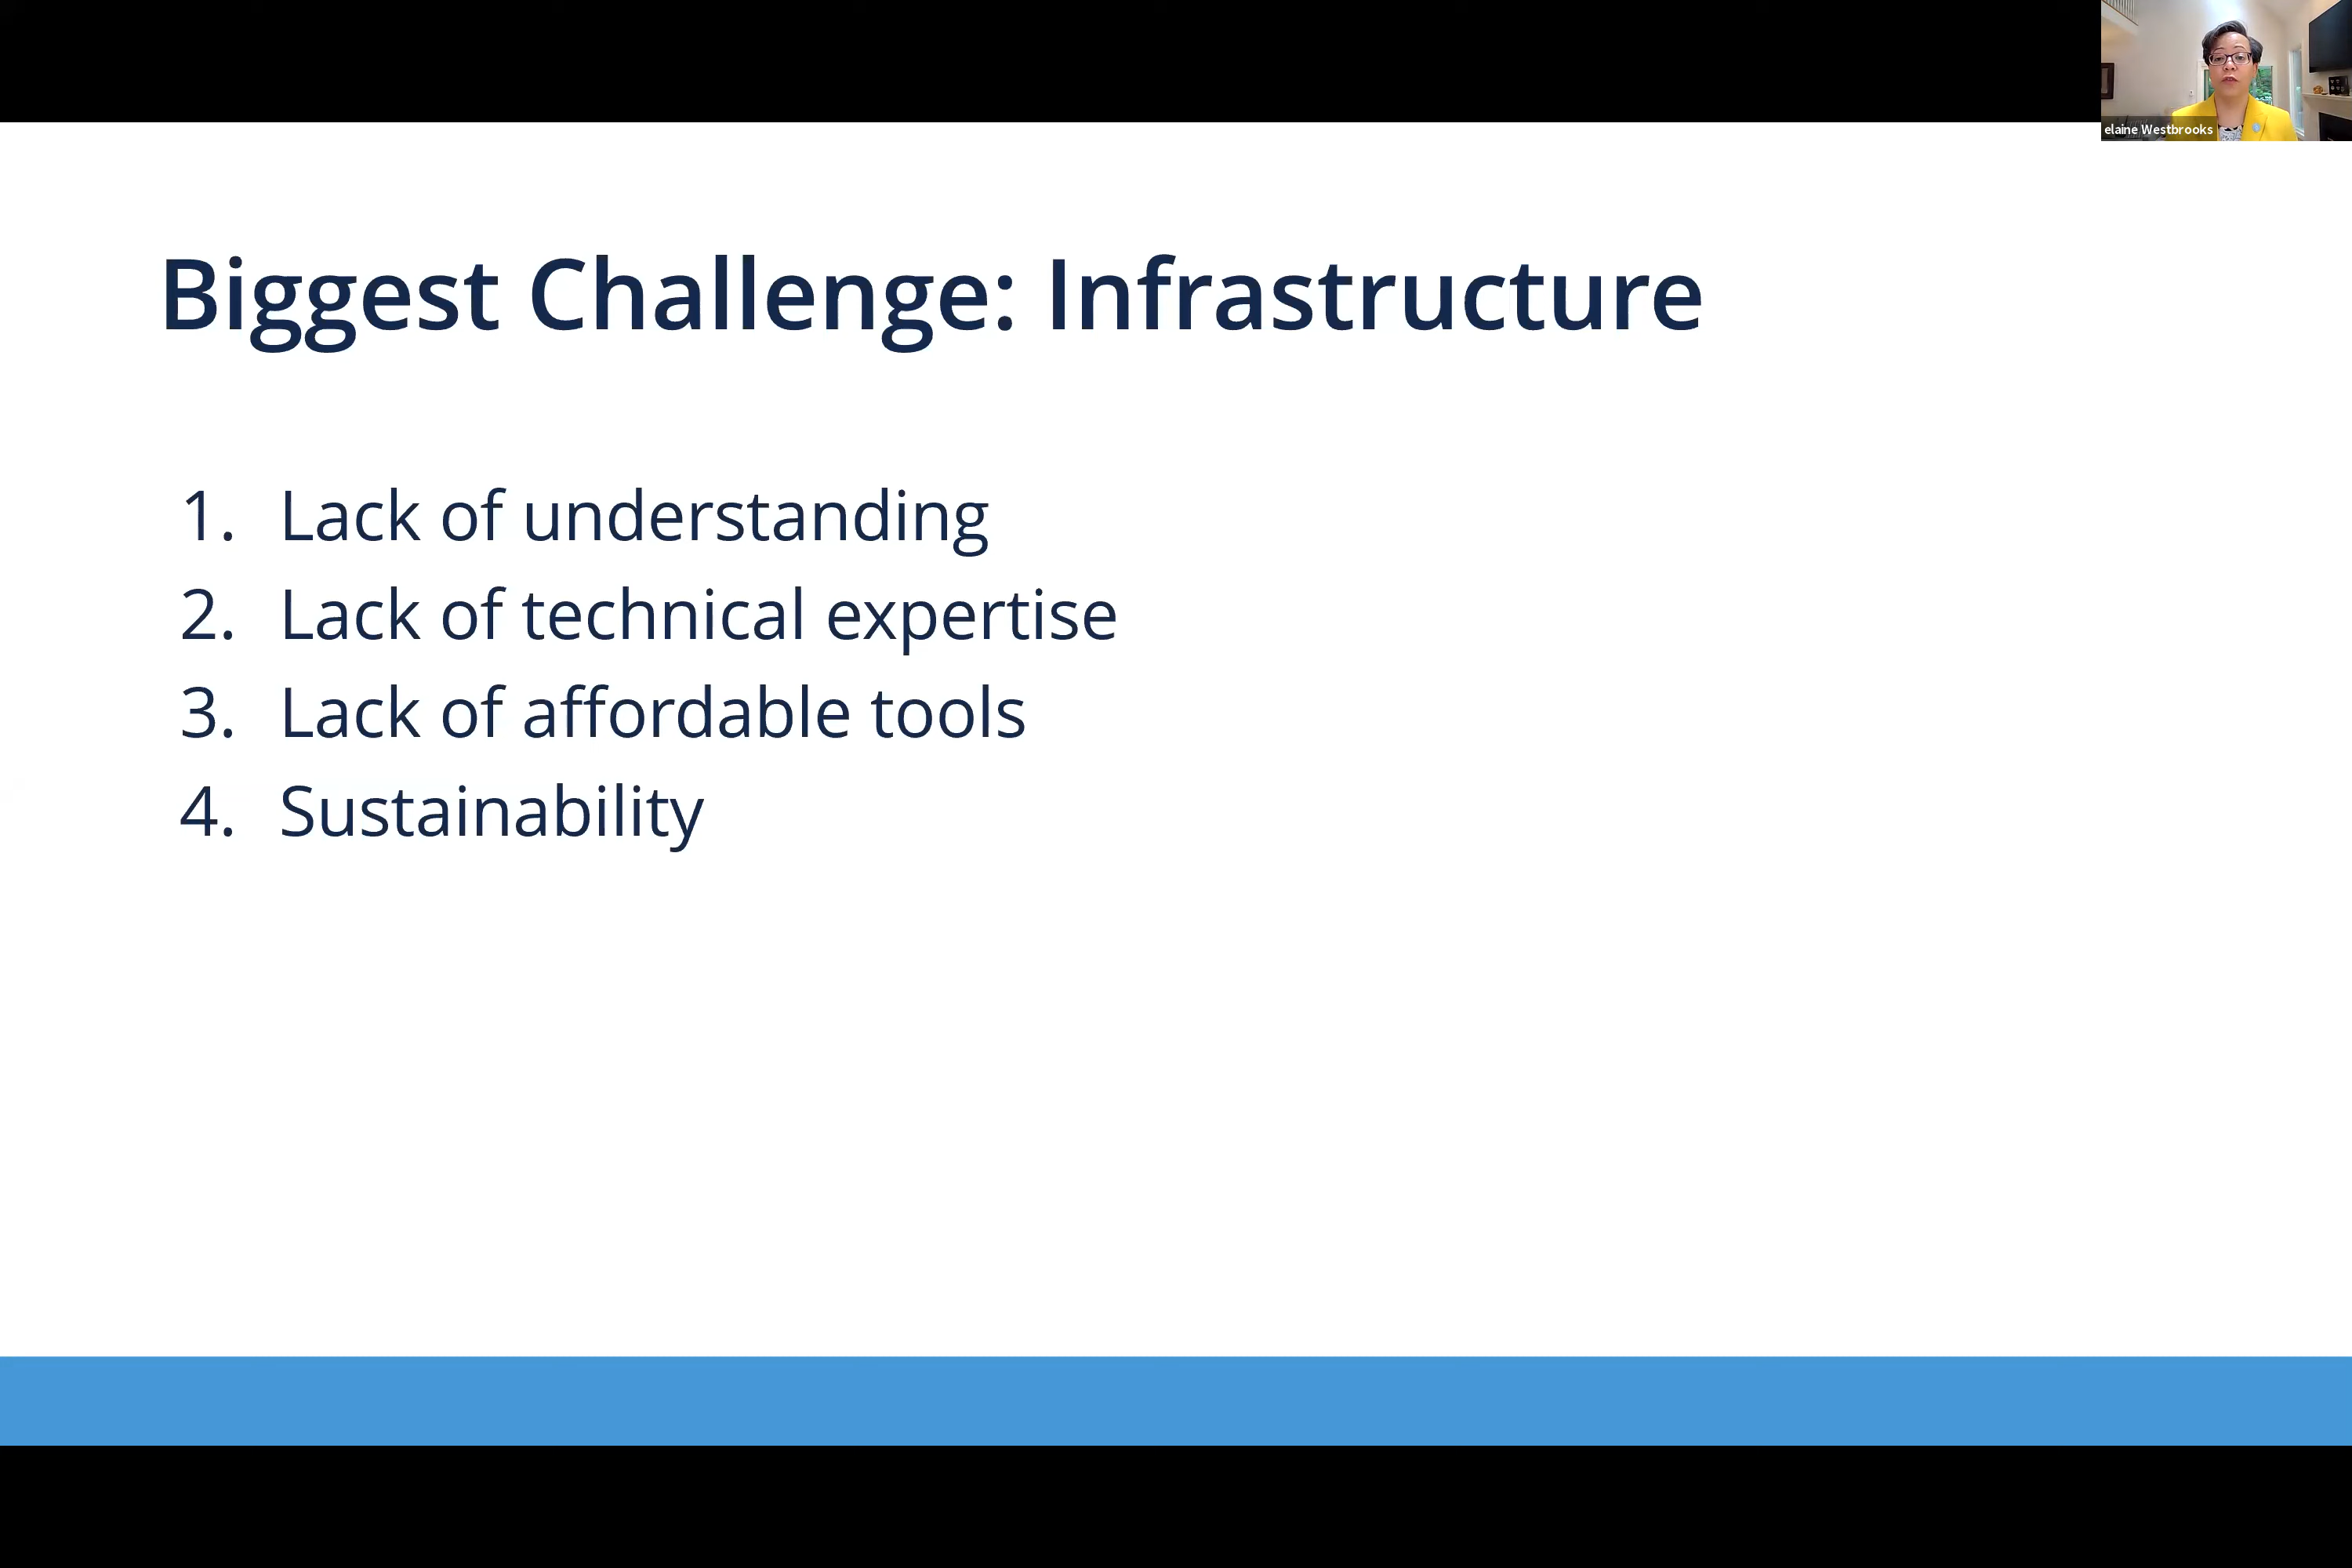 elaine Westbrooks
Biggest Challenge: Infrastructure
1. Lack of understanding
2. Lack of technical expertise
3. Lack of affordable tools
4. Sustainability